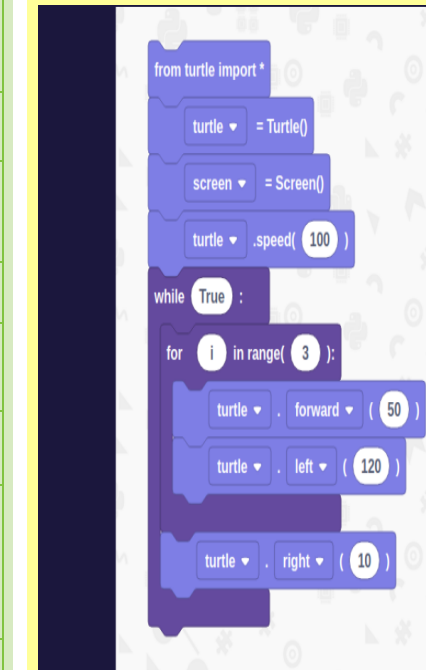 from turtle import *
turtle = Turtle()
screen = Screen()
turtle .speed( 100 )
while True :
for i in range( 3 ):
turtle . forward ( 50 )
turtle . left ( 120 )
turtle . right ( 10 )